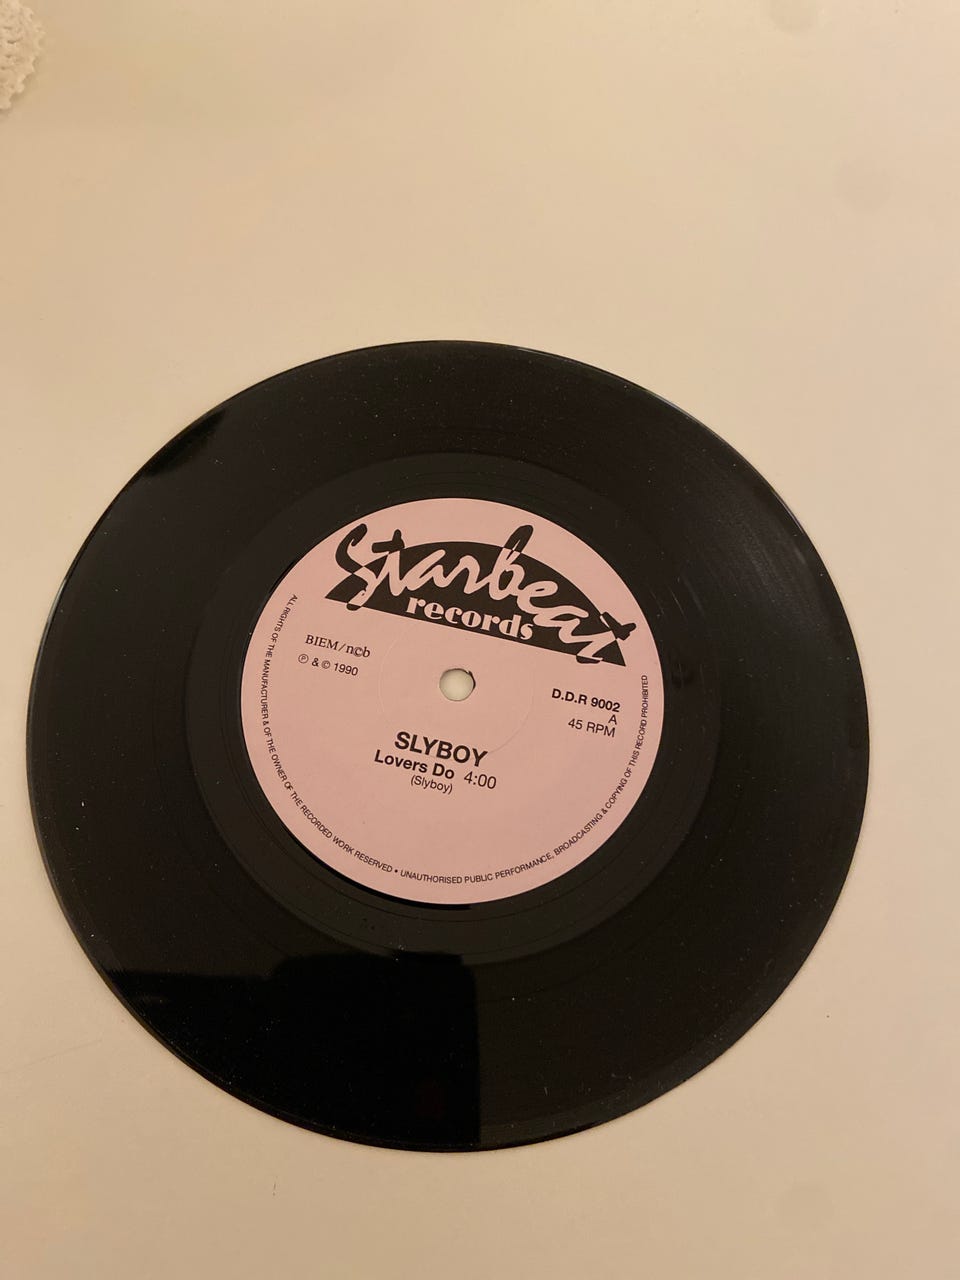 Starbeat
records
BIEM/n©b
℗ & © 1990
D.D.R 9002
A
45 RPM
SLYBOY
Lovers Do 4:00
(Slyboy)
ALL RIGHTS OF THE MANUFACTURER & OF THE OWNER OF THE RECORDED WORK RESERVED • UNAUTHORISED PUBLIC PERFORMANCE, BROADCASTING & COPYING OF THIS RECORD PROHIBITED